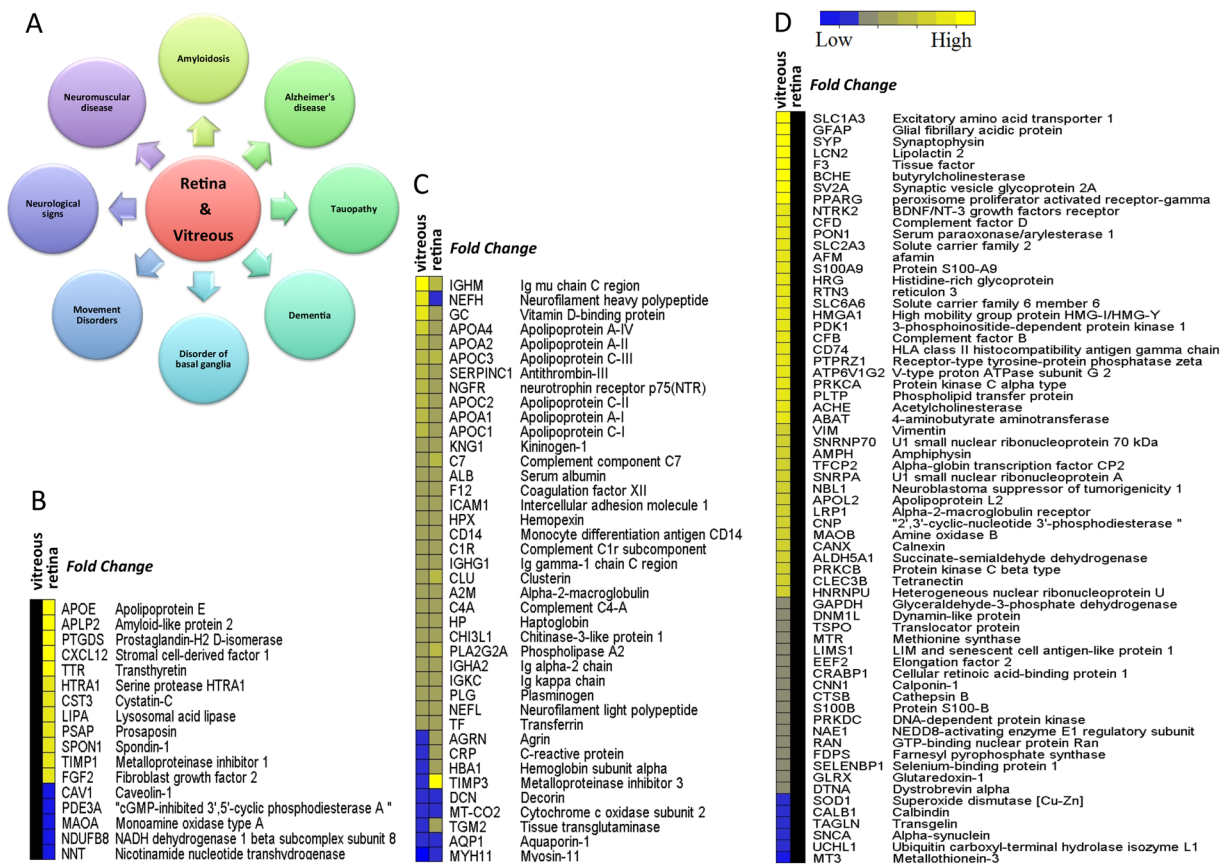 A
Amyloidosis
Alzheimer's
disease
Tauopathy
Dementia
Disorder of
basal ganglia
Movement
Disorders
Neurological
signs
Neuromuscular
disease
Retina
&
Vitreous
B
vitreous
retina
Fold Change
APOE Apolipoprotein E
APLP2 Amyloid-like protein 2
PTGDS Prostaglandin-H2 D-isomerase
CXCL12 Stromal cell-derived factor 1
TTR Transthyretin
HTRA1 Serine protease HTRA1
CST3 Cystatin-C
LIPA Lysosomal acid lipase
PSAP Prosaposin
SPON1 Spondin-1
TIMP1 Metalloproteinase inhibitor 1
FGF2 Fibroblast growth factor 2
CAV1 Caveolin-1
PDE3A "cGMP-inhibited 3',5'-cyclic phosphodiesterase A "
MAOA Monoamine oxidase type A
NDUFB8 NADH dehydrogenase 1 beta subcomplex subunit 8
NNT Nicotinamide nucleotide transhydrogenase
C
vitreous
retina
Fold Change
IGHM Ig mu chain C region
NEFH Neurofilament heavy polypeptide
GC Vitamin D-binding protein
APOA4 Apolipoprotein A-IV
APOA2 Apolipoprotein A-II
APOC3 Apolipoprotein C-III
SERPINC1 Antithrombin-III
NGFR neurotrophin receptor p75(NTR)
APOC2 Apolipoprotein C-II
APOA1 Apolipoprotein A-I
APOC1 Apolipoprotein C-I
KNG1 Kininogen-1
C7 Complement component C7
ALB Serum albumin
F12 Coagulation factor XII
ICAM1 Intercellular adhesion molecule 1
HPX Hemopexin
CD14 Monocyte differentiation antigen CD14
C1R Complement C1r subcomponent
IGHG1 Ig gamma-1 chain C region
CLU Clusterin
A2M Alpha-2-macroglobulin
C4A Complement C4-A
HP Haptoglobin
CHI3L1 Chitinase-3-like protein 1
PLA2G2A Phospholipase A2
IGHA2 Ig alpha-2 chain
IGKC Ig kappa chain
PLG Plasminogen
NEFL Neurofilament light polypeptide
TF Transferrin
AGRN Agrin
CRP C-reactive protein
HBA1 Hemoglobin subunit alpha
TIMP3 Metalloproteinase inhibitor 3
DCN Decorin
MT-CO2 Cytochrome c oxidase subunit 2
TGM2 Tissue transglutaminase
AQP1 Aquaporin-1
MYH11 Myosin-11
D
Low High
vitreous
retina
Fold Change
SLC1A3 Excitatory amino acid transporter 1
GFAP Glial fibrillary acidic protein
SYP Synaptophysin
LCN2 Lipolactin 2
F3 Tissue factor
BCHE butyrylcholinesterase
SV2A Synaptic vesicle glycoprotein 2A
PPARG peroxisome proliferator activated receptor-gamma
NTRK2 BDNF/NT-3 growth factors receptor
CFD Complement factor D
PON1 Serum paraoxonase/arylesterase 1
SLC2A3 Solute carrier family 2
AFM afamin
S100A9 Protein S100-A9
HRG Histidine-rich glycoprotein
RTN3 reticulon 3
SLC6A6 Solute carrier family 6 member 6
HMGA1 High mobility group protein HMG-I/HMG-Y
PDK1 3-phosphoinositide-dependent protein kinase 1
CFB Complement factor B
CD74 HLA class II histocompatibility antigen gamma chain
PTPRZ1 Receptor-type tyrosine-protein phosphatase zeta
ATP6V1G2 V-type proton ATPase subunit G 2
PRKCA Protein kinase C alpha type
PLTP Phospholipid transfer protein
ACHE Acetylcholinesterase
ABAT 4-aminobutyrate aminotransferase
VIM Vimentin
SNRNP70 U1 small nuclear ribonucleoprotein 70 kDa
AMPH Amphiphysin
TFCP2 Alpha-globin transcription factor CP2
SNRPA U1 small nuclear ribonucleoprotein A
NBL1 Neuroblastoma suppressor of tumorigenicity 1
APOL2 Apolipoprotein L2
LRP1 Alpha-2-macroglobulin receptor
CNP "2',3'-cyclic-nucleotide 3'-phosphodiesterase "
MAOB Amine oxidase B
CANX Calnexin
ALDH5A1 Succinate-semialdehyde dehydrogenase
PRKCB Protein kinase C beta type
CLEC3B Tetranectin
HNRNPU Heterogeneous nuclear ribonucleoprotein U
GAPDH Glyceraldehyde-3-phosphate dehydrogenase
DNM1L Dynamin-like protein
TSPO Translocator protein
MTR Methionine synthase
LIMS1 LIM and senescent cell antigen-like protein 1
EEF2 Elongation factor 2
CRABP1 Cellular retinoic acid-binding protein 1
CNN1 Calponin-1
CTSB Cathepsin B
S100B Protein S100-B
PRKDC DNA-dependent protein kinase
NAE1 NEDD8-activating enzyme E1 regulatory subunit
RAN GTP-binding nuclear protein Ran
FDPS Farnesyl pyrophosphate synthase
SELENBP1 Selenium-binding protein 1
GLRX Glutaredoxin-1
DTNA Dystrobrevin alpha
SOD1 Superoxide dismutase [Cu-Zn]
CALB1 Calbindin
TAGLN Transgelin
SNCA Alpha-synuclein
UCHL1 Ubiquitin carboxyl-terminal hydrolase isozyme L1
MT3 Metallothionein-3